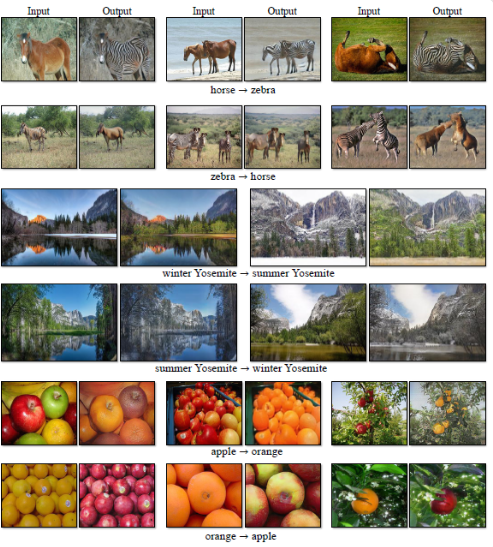 Input Output Input Output Input Output
horse → zebra
zebra → horse
winter Yosemite → summer Yosemite
summer Yosemite → winter Yosemite
apple → orange
orange → apple